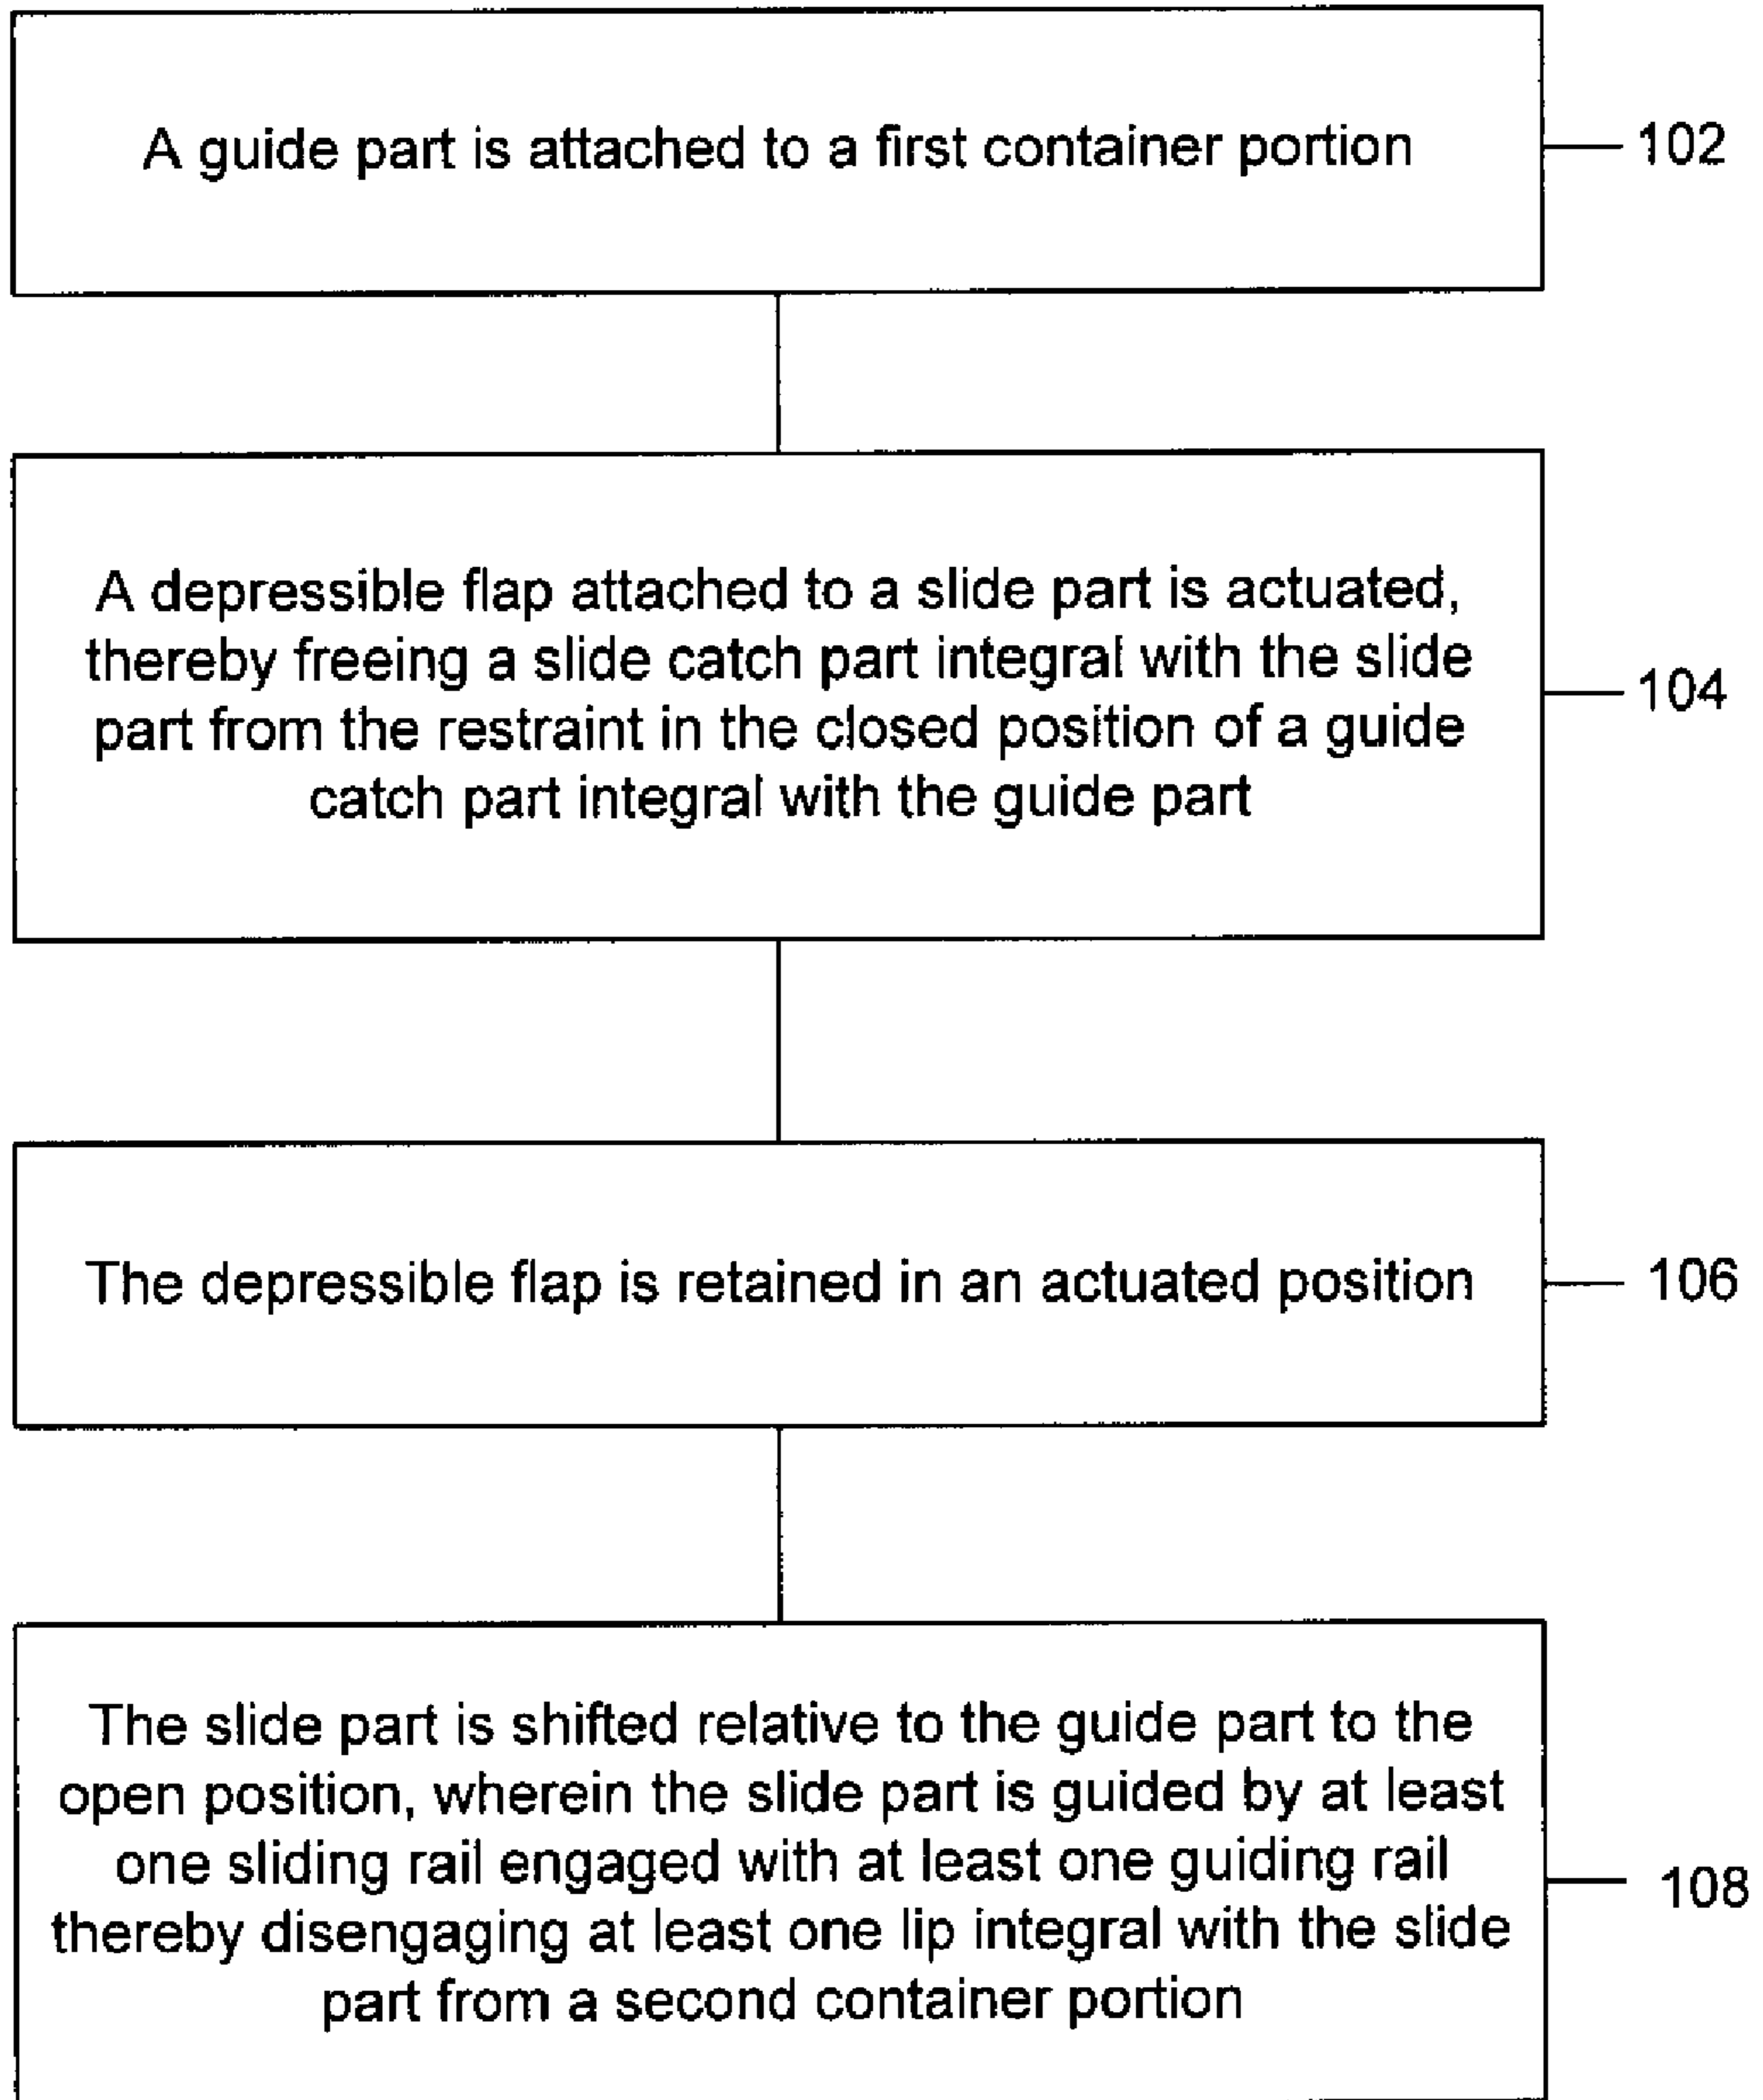 A guide part is attached to a first container portion
102
A depressible flap attached to a slide part is actuated,
thereby freeing a slide catch part integral with the slide
part from the restraint in the closed position of a guide
catch part integral with the guide part
104
The depressible flap is retained in an actuated position
106
The slide part is shifted relative to the guide part to the
open position, wherein the slide part is guided by at least
one sliding rail engaged with at least one guiding rail
thereby disengaging at least one lip integral with the slide
part from a second container portion
108